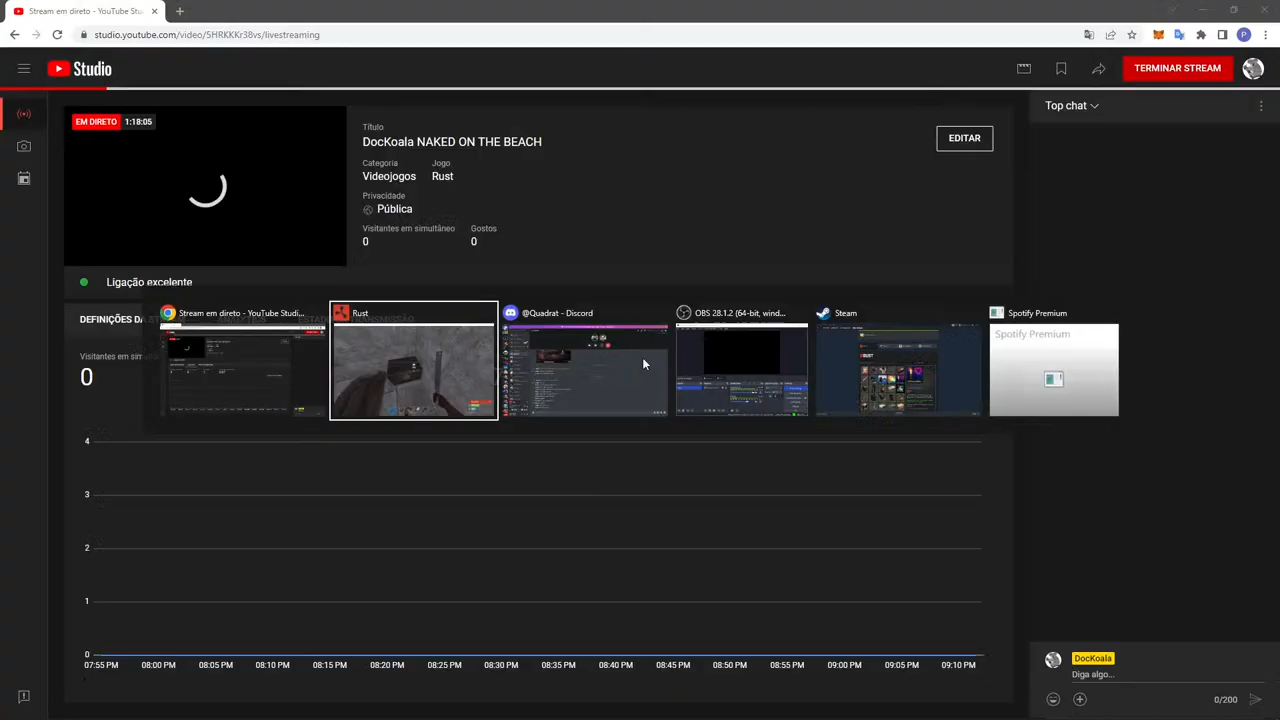 Stream em direto - YouTube Stu
studio.youtube.com/video/5HRKKKr38vs/livestreaming
P
Studio
TERMINAR STREAM
EM DIRETO 1:18:05
Título
DocKoala NAKED ON THE BEACH
EDITAR
Categoria
Videojogos
Jogo
Rust
Privacidade
Pública
Visitantes em simultâneo
0
Gostos
0
Ligação excelente
Top chat
DEFINIÇÕES DA
Visitantes em
0
Stream em direto - YouTube Studi...
Rust
@Quadrat - Discord
OBS 28.1.2 (64-bit, wind...
Steam
Spotify Premium
Spotify Premium
4
3
2
1
0
07:55 PM 08:00 PM 08:05 PM 08:10 PM 08:15 PM 08:20 PM 08:25 PM 08:30 PM 08:35 PM 08:40 PM 08:45 PM 08:50 PM 08:55 PM 09:00 PM 09:05 PM 09:10 PM
DocKoala
Diga algo...
0/200